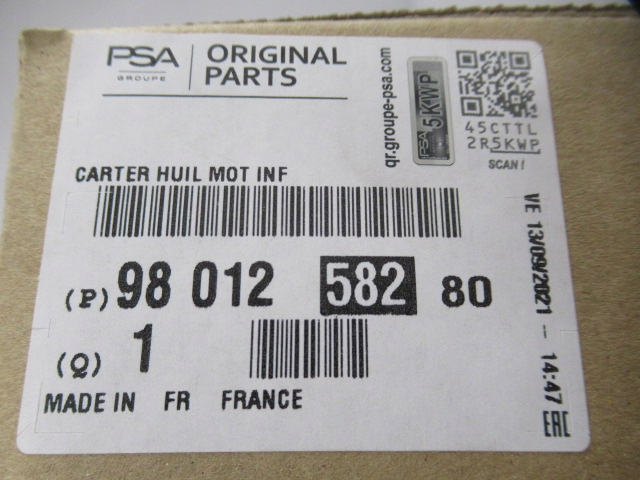 PSA
GROUPE
ORIGINAL
PARTS
qr.groupe-psa.com
PSA 5KWP
45CTTL
2R5KWP
SCAN!
CARTER HUIL MOT INF
(P) 98 012 582 80
(Q) 1
MADE IN FR FRANCE
VE 13/09/2021 -- 14:47
EAC